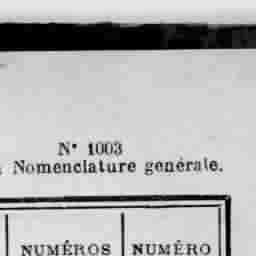 N° 1003
Nomenclature générale.
NUMÉROS NUMÉRO